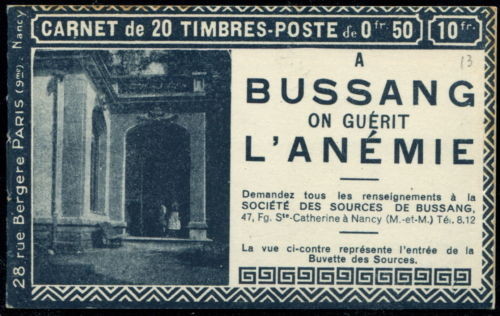 CARNET de 20 TIMBRES-POSTE de 0fr. 50 10 fr.
13
A
BUSSANG
ON GUÉRIT
L'ANÉMIE
Demandez tous les renseignements à la
SOCIÉTÉ DES SOURCES DE BUSSANG,
47, Fg. Ste-Catherine à Nancy (M.-et-M.) Tél. 8.12
La vue ci-contre représente l'entrée de la
Buvette des Sources.
28 rue Bergère PARIS (9me). Nancy